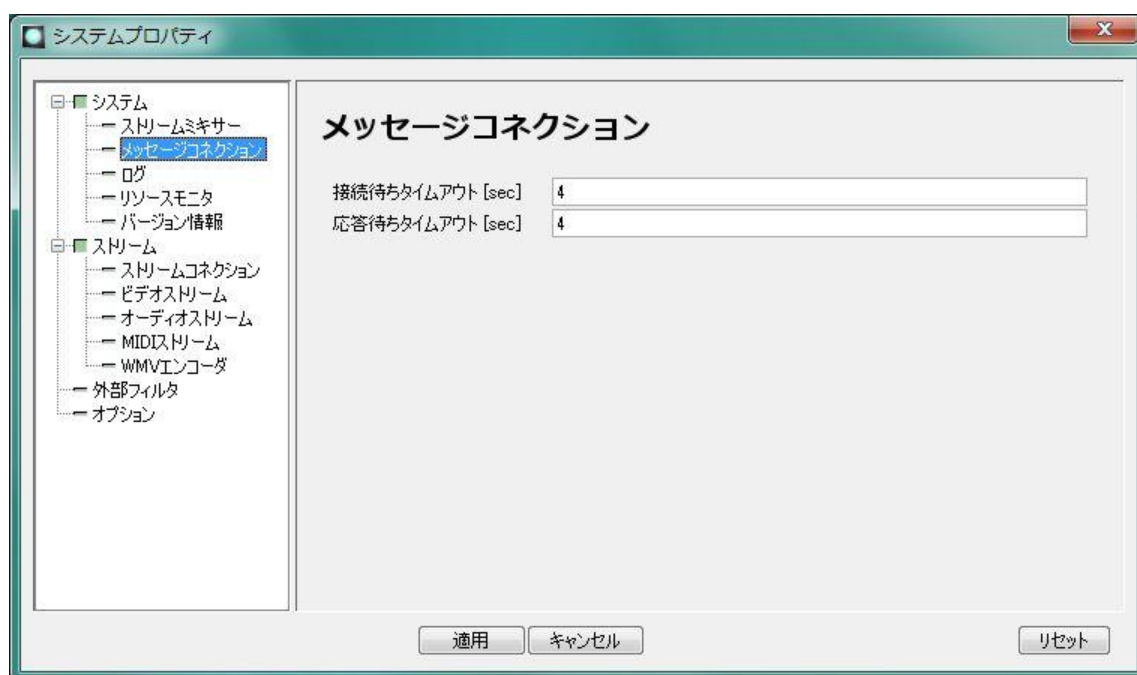 システムプロパティ
システム
ストリームミキサー
メッセージコネクション
ログ
リソースモニタ
バージョン情報
ストリーム
ストリームコネクション
ビデオストリーム
オーディオストリーム
MIDIストリーム
WMVエンコーダ
外部フィルタ
オプション
メッセージコネクション
接続待ちタイムアウト [sec] 4
応答待ちタイムアウト [sec] 4
適用 キャンセル リセット